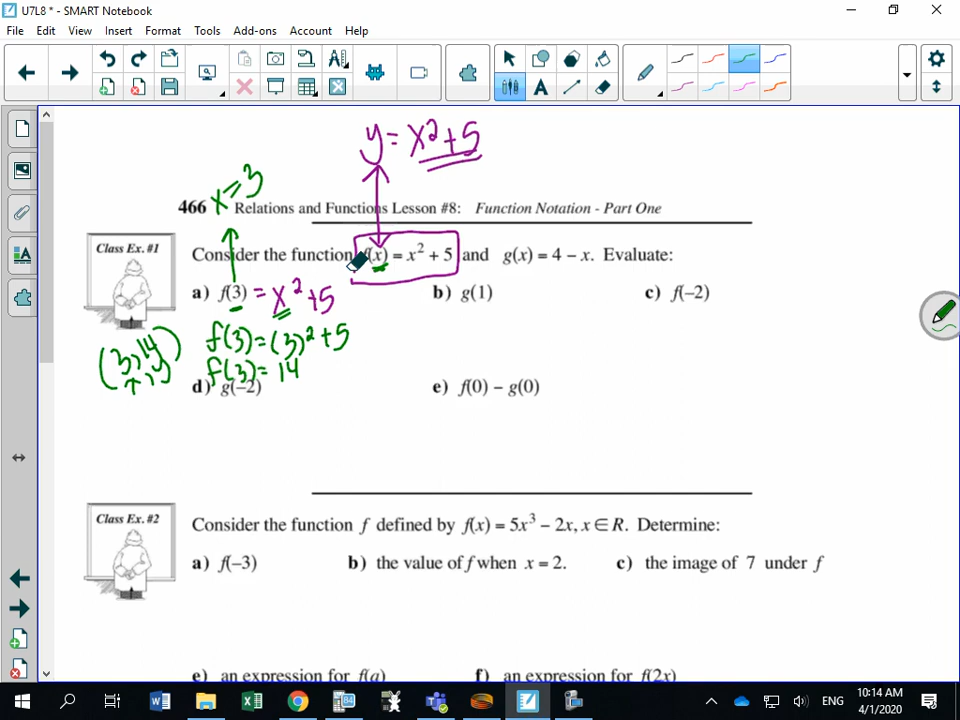 U7L8 * - SMART Notebook
File Edit View Insert Format Tools Add-ons Account Help
y = x² + 5
x = 3
466 Relations and Functions Lesson #8: Function Notation - Part One
Class Ex. #1
Consider the function f(x) = x² + 5 and g(x) = 4 − x. Evaluate:
a) f(3) = x² + 5 b) g(1) c) f(−2)
f(3) = (3)² + 5
(3, 14)
f(3) = 14
d) g(−2) e) f(0) − g(0)
Class Ex. #2
Consider the function f defined by f(x) = 5x³ − 2x, x ∈ R. Determine:
a) f(−3) b) the value of f when x = 2. c) the image of 7 under f
e) an expression for f(a) f) an expression for f(2x)
ENG
10:14 AM
4/1/2020